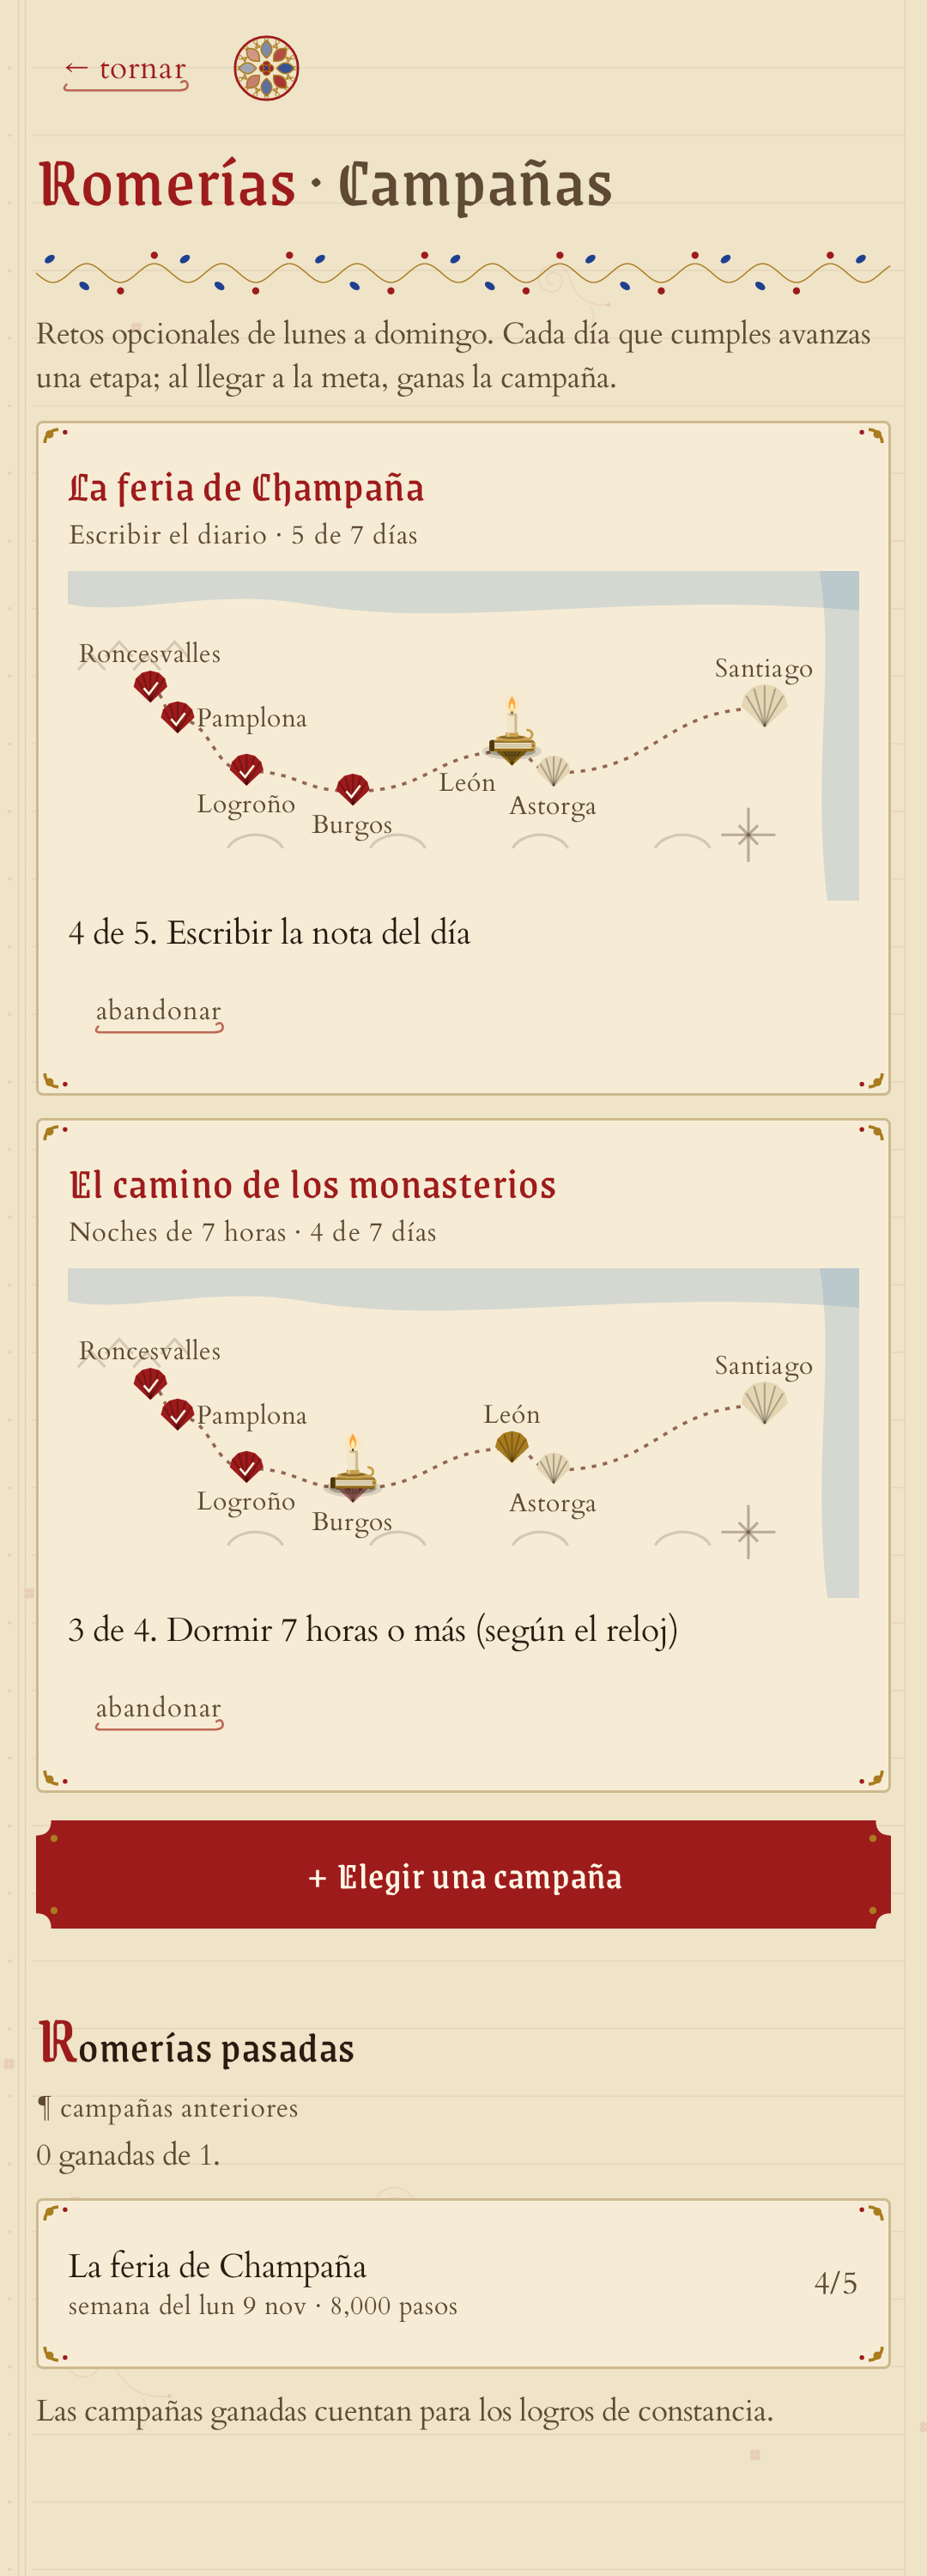 ← tornar
Romerías · Campañas
Retos opcionales de lunes a domingo. Cada día que cumples avanzas
una etapa; al llegar a la meta, ganas la campaña.
La feria de Champaña
Escribir el diario · 5 de 7 días
Roncesvalles
Santiago
Pamplona
León
Logroño
Astorga
Burgos
4 de 5. Escribir la nota del día
abandonar
El camino de los monasterios
Noches de 7 horas · 4 de 7 días
Roncesvalles
Santiago
Pamplona
León
Logroño
Astorga
Burgos
3 de 4. Dormir 7 horas o más (según el reloj)
abandonar
+ Elegir una campaña
Romerías pasadas
¶ campañas anteriores
0 ganadas de 1.
La feria de Champaña
4/5
semana del lun 9 nov · 8,000 pasos
Las campañas ganadas cuentan para los logros de constancia.